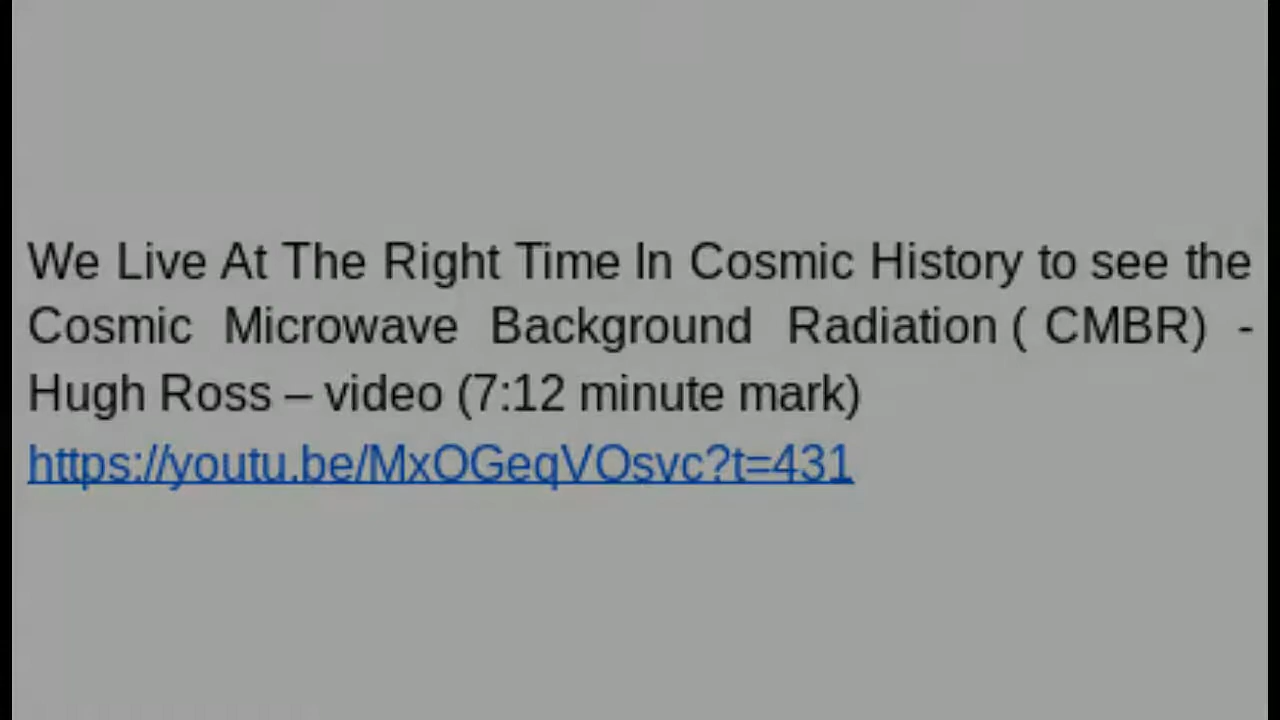 We Live At The Right Time In Cosmic History to see the
Cosmic Microwave Background Radiation ( CMBR) -
Hugh Ross – video (7:12 minute mark)
https://youtu.be/MxOGeqVOsvc?t=431